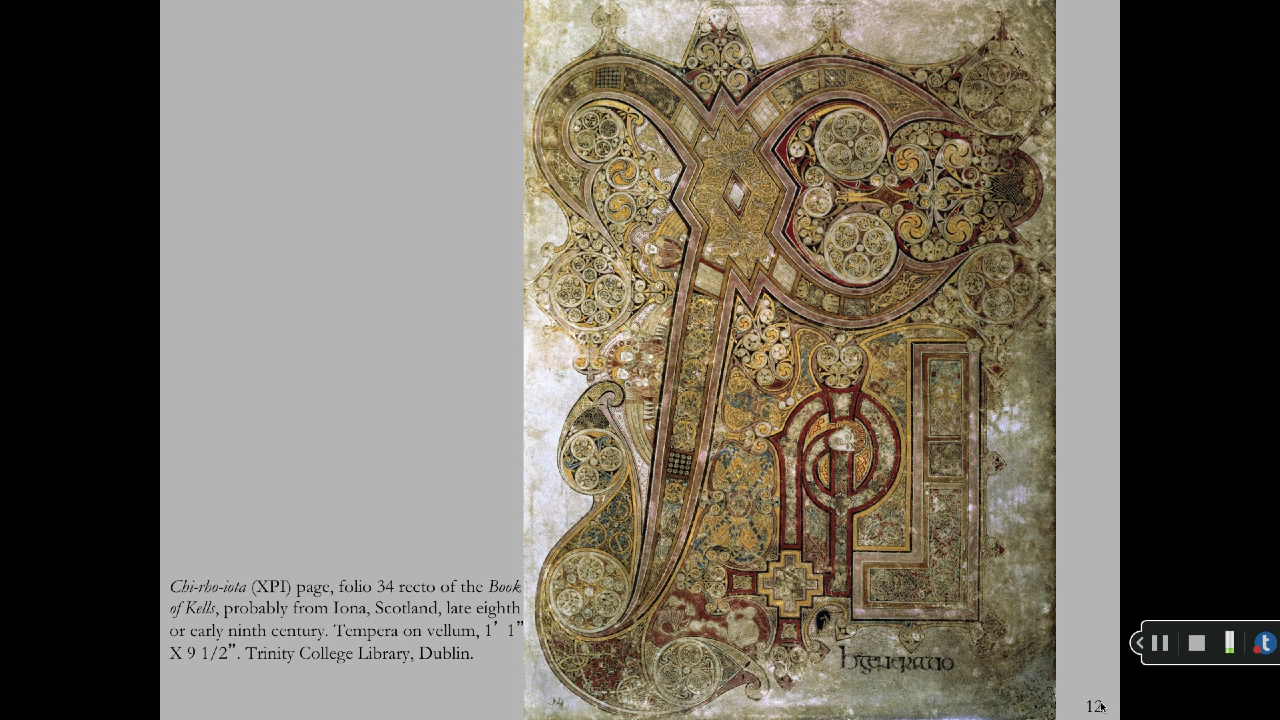 Chi-rho-iota (XPI) page, folio 34 recto of the Book
of Kells, probably from Iona, Scotland, late eighth
or early ninth century. Tempera on vellum, 1’ 1”
X 9 1/2”. Trinity College Library, Dublin.
h generatio
34
12
t